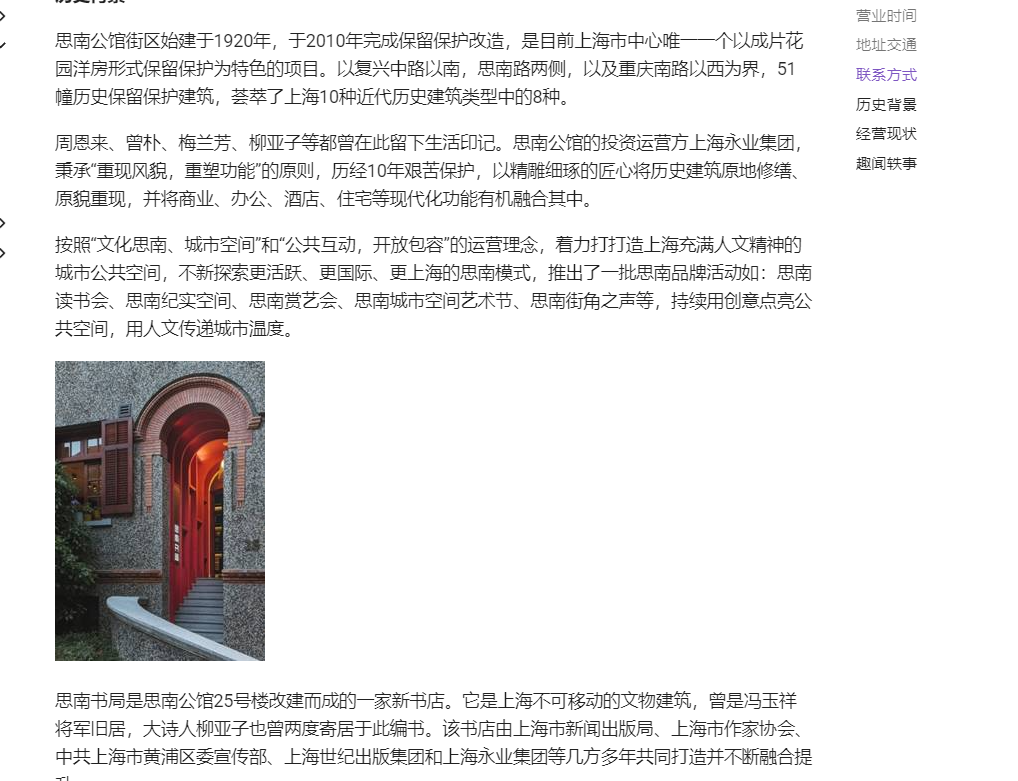 营业时间
地址交通
联系方式
历史背景
经营现状
趣闻轶事
思南公馆街区始建于1920年，于2010年完成保留保护改造，是目前上海市中心唯一一个以成片花
园洋房形式保留保护为特色的项目。以复兴中路以南，思南路两侧，以及重庆南路以西为界，51
幢历史保留保护建筑，荟萃了上海10种近代历史建筑类型中的8种。
周恩来、曾朴、梅兰芳、柳亚子等都曾在此留下生活印记。思南公馆的投资运营方上海永业集团，
秉承“重现风貌，重塑功能”的原则，历经10年艰苦保护，以精雕细琢的匠心将历史建筑原地修缮、
原貌重现，并将商业、办公、酒店、住宅等现代化功能有机融合其中。
按照“文化思南、城市空间”和“公共互动，开放包容”的运营理念，着力打打造上海充满人文精神的
城市公共空间，不新探索更活跃、更国际、更上海的思南模式，推出了一批思南品牌活动如：思南
读书会、思南纪实空间、思南赏艺会、思南城市空间艺术节、思南街角之声等，持续用创意点亮公
共空间，用人文传递城市温度。
思南书局是思南公馆25号楼改建而成的一家新书店。它是上海不可移动的文物建筑，曾是冯玉祥
将军旧居，大诗人柳亚子也曾两度寄居于此编书。该书店由上海市新闻出版局、上海市作家协会、
中共上海市黄浦区委宣传部、上海世纪出版集团和上海永业集团等几方多年共同打造并不断融合提